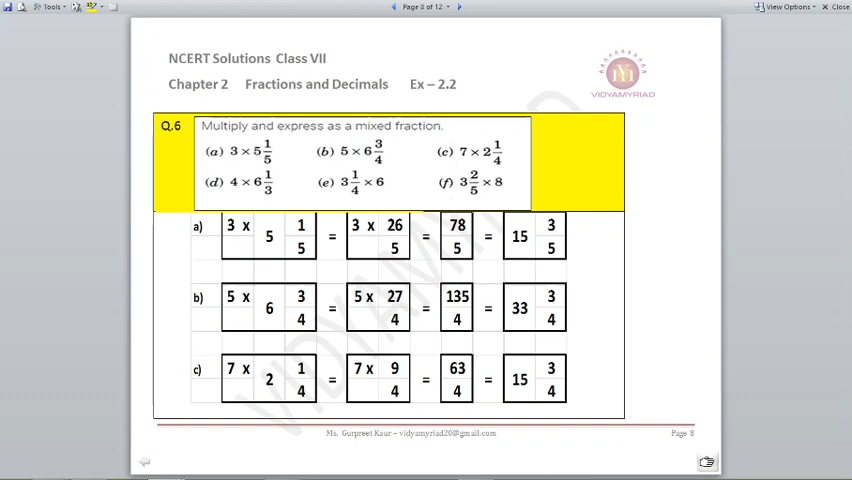 Tools
Page 8 of 12
View Options
Close
NCERT Solutions Class VII
Chapter 2 Fractions and Decimals Ex – 2.2
VIDYAMYRIAD
Q.6 Multiply and express as a mixed fraction.
(a) 3 × 5 1/5 (b) 5 × 6 3/4 (c) 7 × 2 1/4
(d) 4 × 6 1/3 (e) 3 1/4 × 6 (f) 3 2/5 × 8
a) 3 x 5 1/5 = 3 x 26/5 = 78/5 = 15 3/5
b) 5 x 6 3/4 = 5 x 27/4 = 135/4 = 33 3/4
c) 7 x 2 1/4 = 7 x 9/4 = 63/4 = 15 3/4
VIDYAMYRIAD
Ms. Gurpreet Kaur – vidyamyriad20@gmail.com Page 8